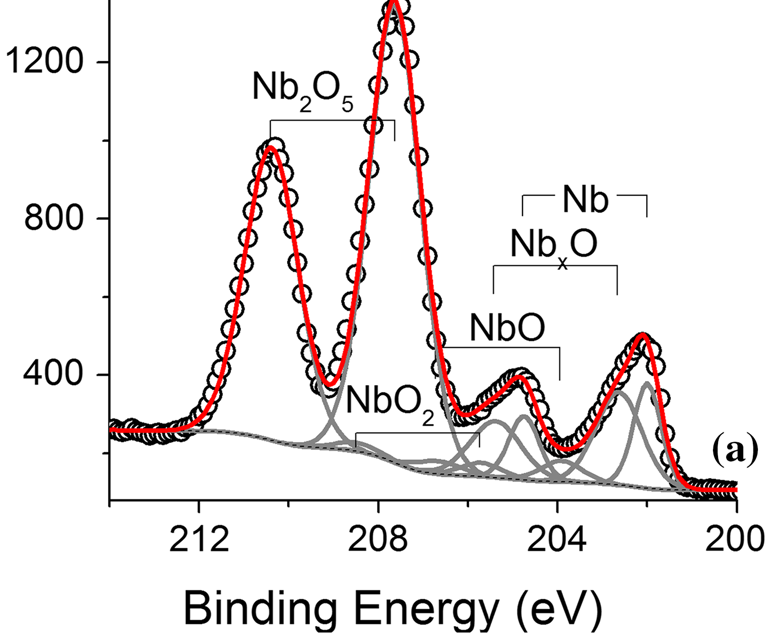 1200
Nb₂O₅
800
Nb
NbₓO
NbO
400
NbO₂
(a)
212 208 204 200
Binding Energy (eV)